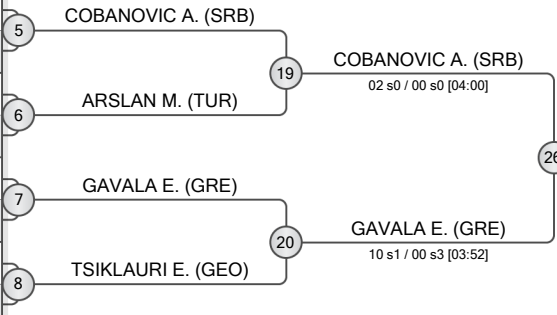 COBANOVIC A. (SRB)
5
19
COBANOVIC A. (SRB)
02 s0 / 00 s0 [04:00]
ARSLAN M. (TUR)
6
26
GAVALA E. (GRE)
7
20
GAVALA E. (GRE)
10 s1 / 00 s3 [03:52]
TSIKLAURI E. (GEO)
8